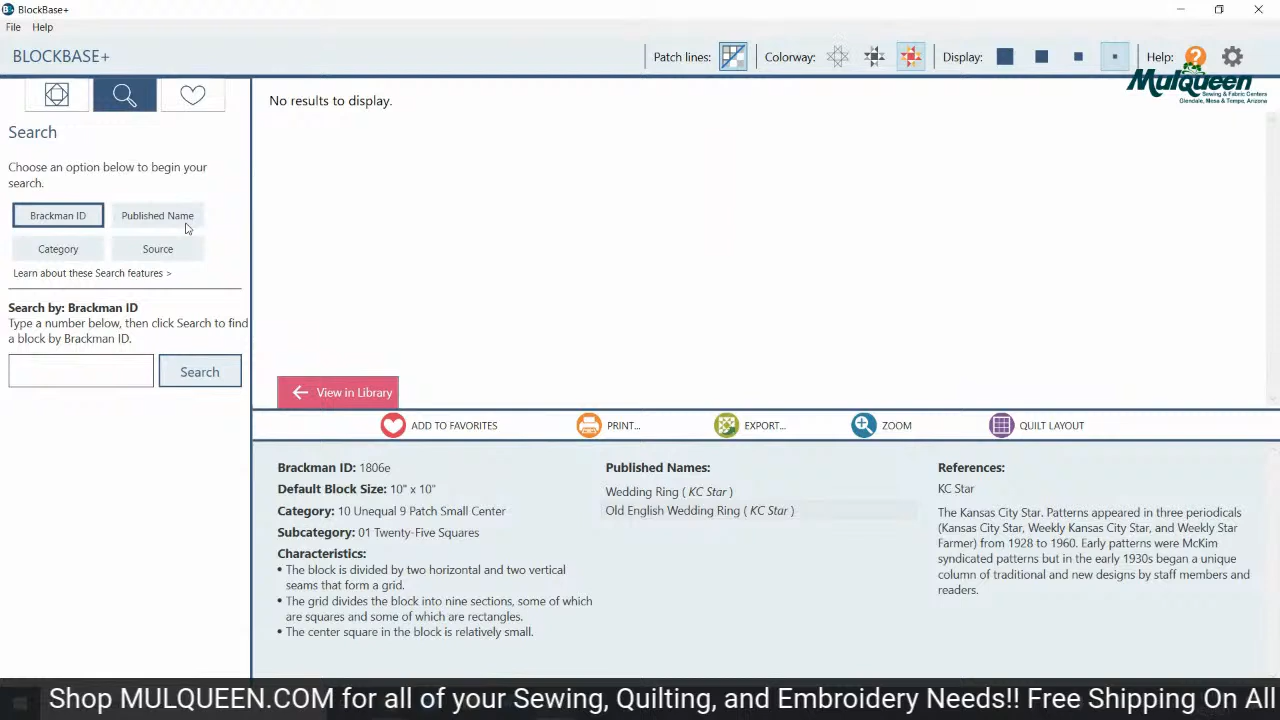 BlockBase+
File Help
BLOCKBASE+
Patch lines: Colorway: Display: Help: ?
MulQueen
Sewing & Fabric Centers
Glendale, Mesa & Tempe, Arizona
No results to display.
Search
Choose an option below to begin your
search.
Brackman ID Published Name
Category Source
Learn about these Search features >
Search by: Brackman ID
Type a number below, then click Search to find
a block by Brackman ID.
Search
View in Library
ADD TO FAVORITES PRINT... EXPORT... ZOOM QUILT LAYOUT
Brackman ID: 1806e
Default Block Size: 10" x 10"
Category: 10 Unequal 9 Patch Small Center
Subcategory: 01 Twenty-Five Squares
Characteristics:
• The block is divided by two horizontal and two vertical
seams that form a grid.
• The grid divides the block into nine sections, some of which
are squares and some of which are rectangles.
• The center square in the block is relatively small.
Published Names:
Wedding Ring ( KC Star )
Old English Wedding Ring ( KC Star )
References:
KC Star
The Kansas City Star. Patterns appeared in three periodicals
(Kansas City Star, Weekly Kansas City Star, and Weekly Star
Farmer) from 1928 to 1960. Early patterns were McKim
syndicated patterns but in the early 1930s began a unique
column of traditional and new designs by staff members and
readers.
Shop MULQUEEN.COM for all of your Sewing, Quilting, and Embroidery Needs!! Free Shipping On All